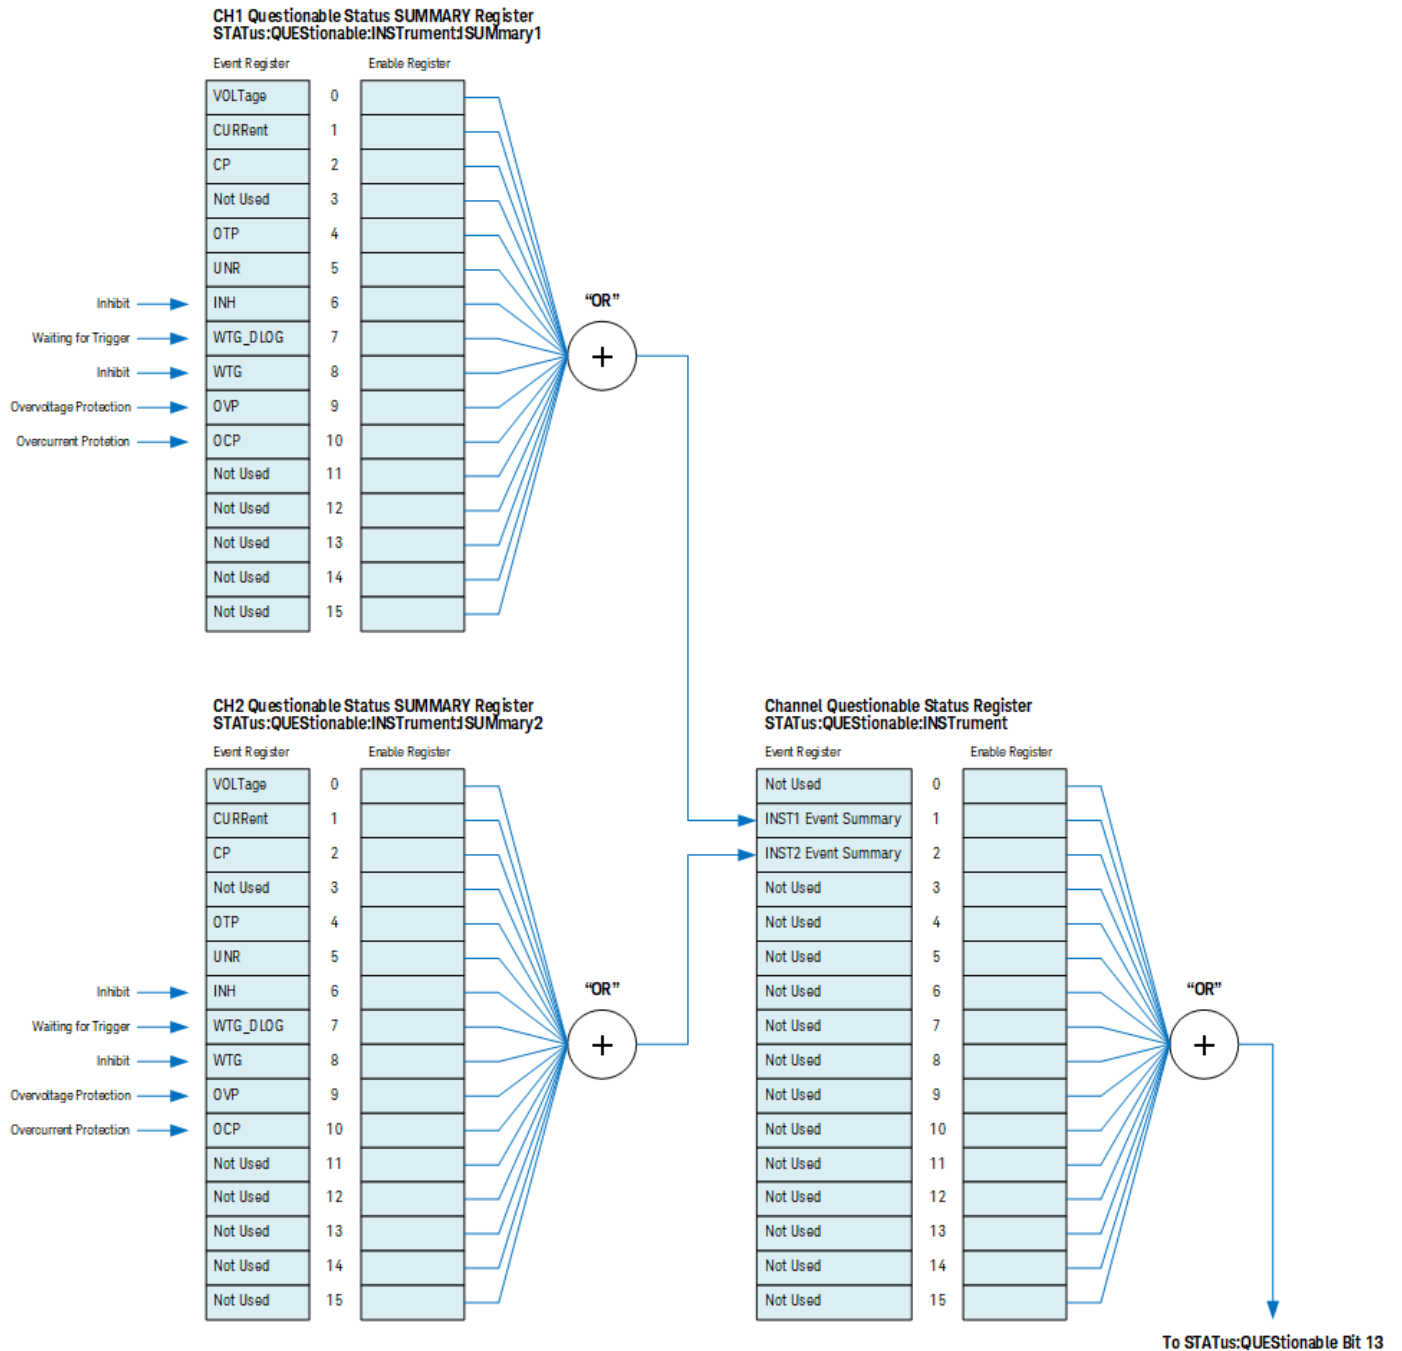 CH1 Questionable Status SUMMARY Register
STATus:QUEStionable:INSTrument:ISUMmary1
Event Register Enable Register
VOLTage 0
CURRent 1
CP 2
Not Used 3
OTP 4
UNR 5
Inhibit INH 6
Waiting for Trigger WTG_DLOG 7
Inhibit WTG 8
Overvoltage Protection OVP 9
Overcurrent Protetion OCP 10
Not Used 11
Not Used 12
Not Used 13
Not Used 14
Not Used 15
“OR”
+
CH2 Questionable Status SUMMARY Register
STATus:QUEStionable:INSTrument:ISUMmary2
Event Register Enable Register
VOLTage 0
CURRent 1
CP 2
Not Used 3
OTP 4
UNR 5
Inhibit INH 6
Waiting for Trigger WTG_DLOG 7
Inhibit WTG 8
Overvoltage Protection OVP 9
Overcurrent Protection OCP 10
Not Used 11
Not Used 12
Not Used 13
Not Used 14
Not Used 15
“OR”
+
Channel Questionable Status Register
STATus:QUEStionable:INSTrument
Event Register Enable Register
Not Used 0
INST1 Event Summary 1
INST2 Event Summary 2
Not Used 3
Not Used 4
Not Used 5
Not Used 6
Not Used 7
Not Used 8
Not Used 9
Not Used 10
Not Used 11
Not Used 12
Not Used 13
Not Used 14
Not Used 15
“OR”
+
To STATus:QUEStionable Bit 13